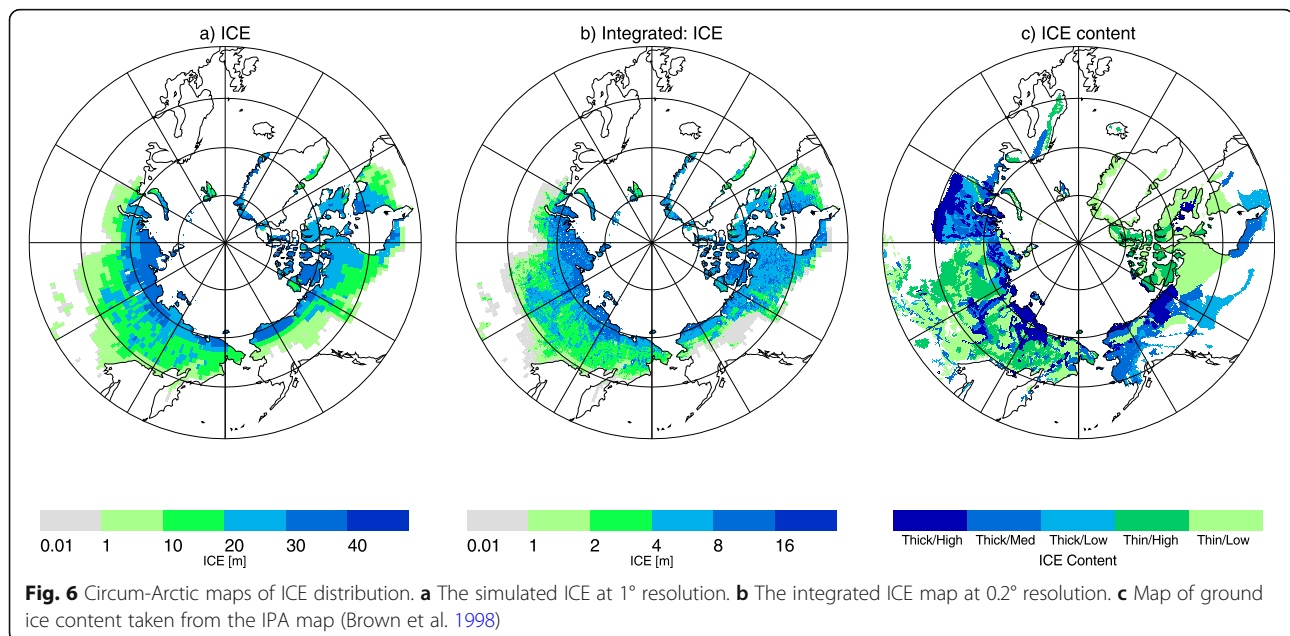 a) ICE
b) Integrated: ICE
c) ICE content
0.01 1 10 20 30 40
ICE [m]
0.01 1 2 4 8 16
ICE [m]
Thick/High Thick/Med Thick/Low Thin/High Thin/Low
ICE Content
Fig. 6 Circum-Arctic maps of ICE distribution. a The simulated ICE at 1° resolution. b The integrated ICE map at 0.2° resolution. c Map of ground
ice content taken from the IPA map (Brown et al. 1998)